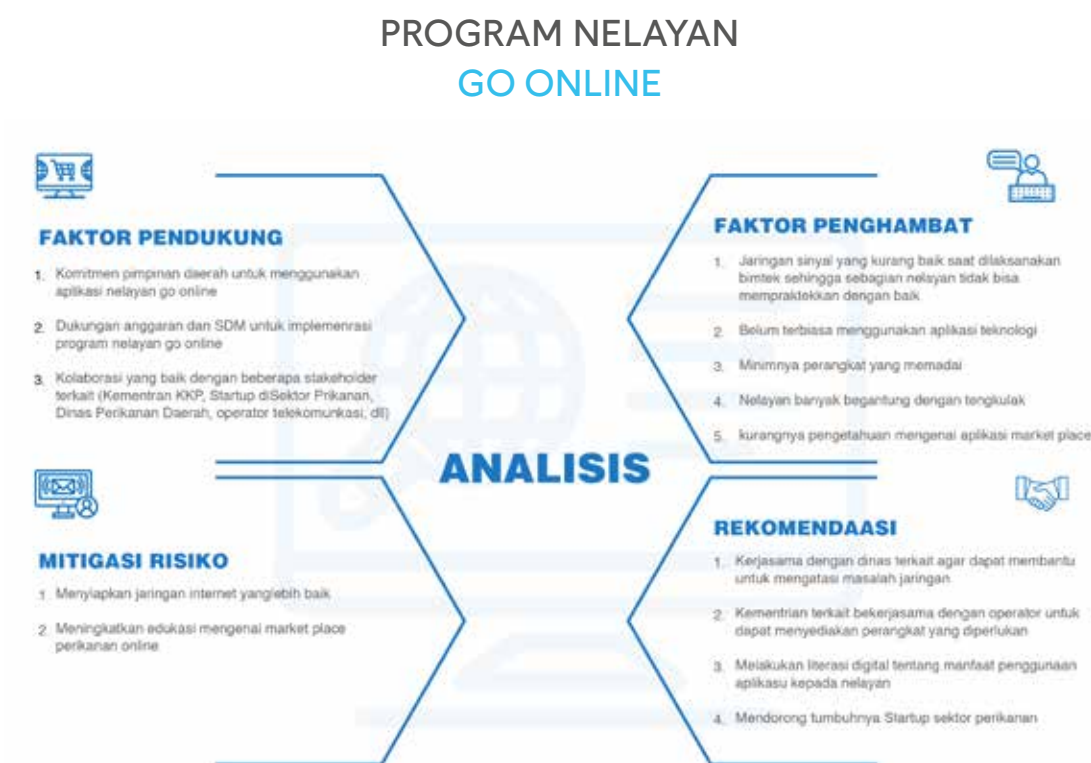 PROGRAM NELAYAN
GO ONLINE
FAKTOR PENDUKUNG
1. Komitmen pimpinan daerah untuk menggunakan
aplikasi nelayan go online
2. Dukungan anggaran dan SDM untuk implemenrasi
program nelayan go online
3. Kolaborasi yang baik dengan beberapa stakeholder
terkait (Kementran KKP, Startup diSektor Prikanan,
Dinas Perikanan Daerah, operator telekomunkasi, dll)
FAKTOR PENGHAMBAT
1. Jaringan sinyal yang kurang baik saat dilaksanakan
bimtek sehingga sebagian nelayan tidak bisa
mempraktekkan dengan baik
2. Belum terbiasa menggunakan aplikasi teknologi
3. Minimnya perangkat yang memadai
4. Nelayan banyak begantung dengan tengkulak
5. kurangnya pengetahuan mengenai aplikasi market place
ANALISIS
MITIGASI RISIKO
1 Menyiapkan jaringan internet yanglebih baik
2. Meningkatkan edukasi mengenai market place
perikanan online
REKOMENDAASI
1. Kerjasama dengan dinas terkait agar dapat membantu
untuk mengatasi masalah jaringan
2. Kementrian terkait bekerjasama dengan operator untuk
dapat menyediakan perangkat yang diperlukan
3. Melakukan literasi digital tentang manfaat penggunaan
aplikasu kepada nelayan
4. Mendorong tumbuhnya Startup sektor perikanan